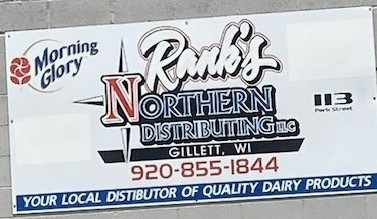 Morning
Glory
Rank's
NORTHERN
DISTRIBUTING LLC
GILLETT, WI
920-855-1844
113
Park Street
YOUR LOCAL DISTIBUTOR OF QUALITY DAIRY PRODUCTS